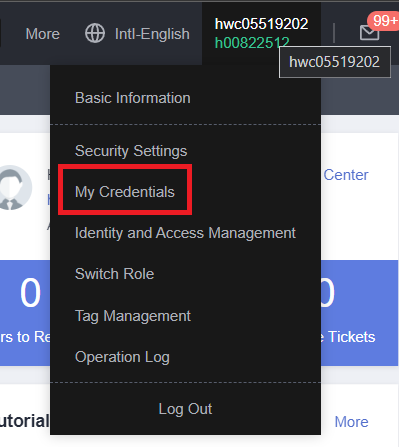 More
Intl-English
hwc05519202
h00822512
99+
hwc05519202
Basic Information
Security Settings
My Credentials
Center
Identity and Access Management
Switch Role
0
0
Tag Management
rs to Re
e Tickets
Operation Log
Log Out
utorial
More